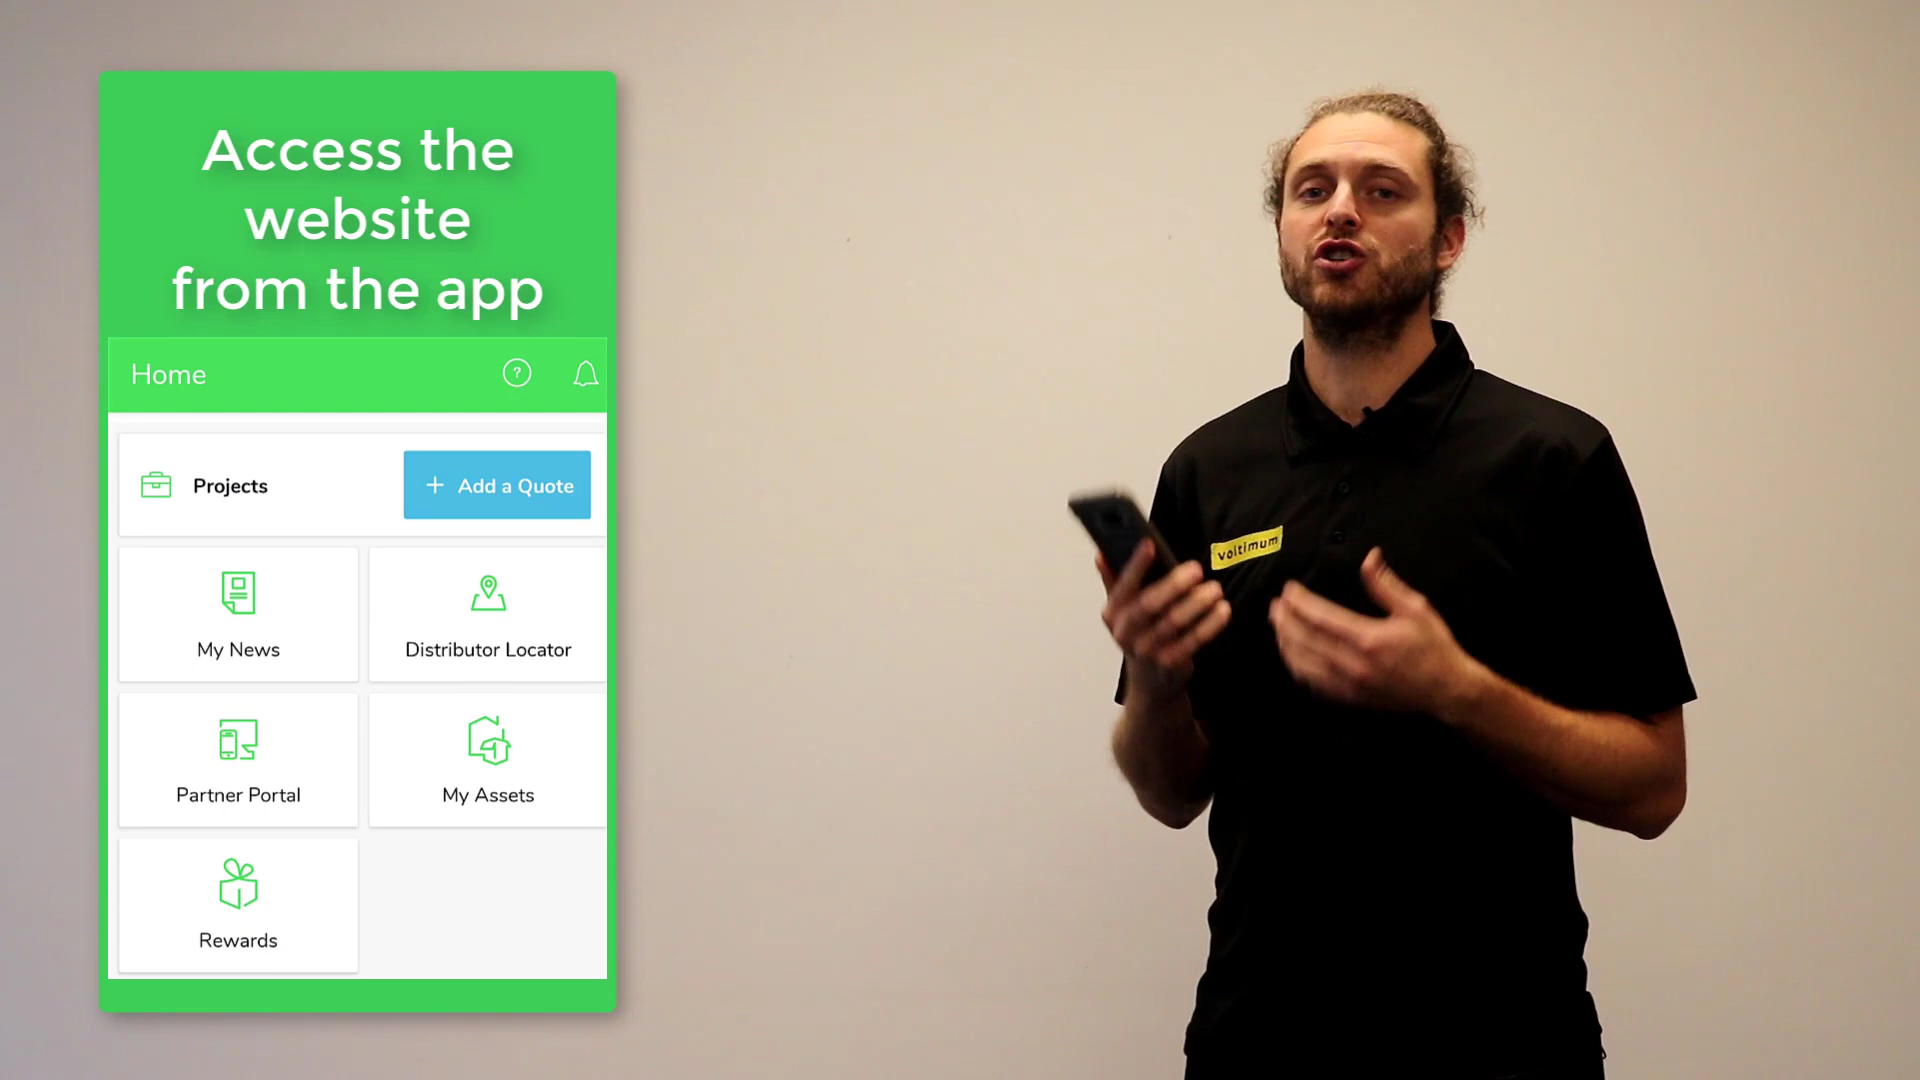 Access the
website
from the app
Home
?
Projects
+ Add a Quote
My News
Distributor Locator
Partner Portal
My Assets
Rewards
voltimum